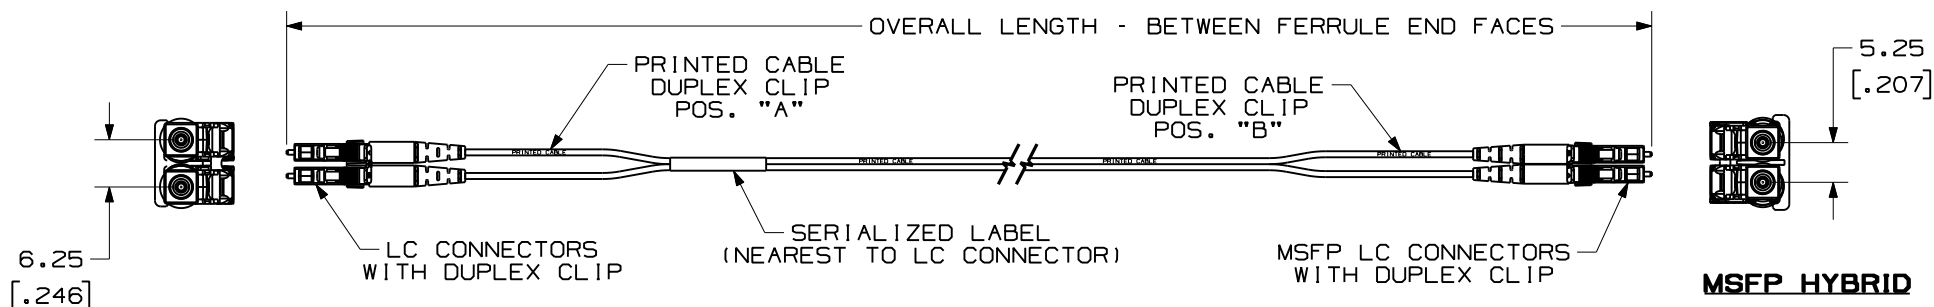 OVERALL LENGTH - BETWEEN FERRULE END FACES
PRINTED CABLE
DUPLEX CLIP
POS. "A"
PRINTED CABLE
DUPLEX CLIP
POS. "B"
5.25
[.207]
PRINTED CABLE
PRINTED CABLE
PRINTED CABLE
PRINTED CABLE
6.25
[.246]
LC CONNECTORS
WITH DUPLEX CLIP
SERIALIZED LABEL
(NEAREST TO LC CONNECTOR)
MSFP LC CONNECTORS
WITH DUPLEX CLIP
MSFP HYBRID